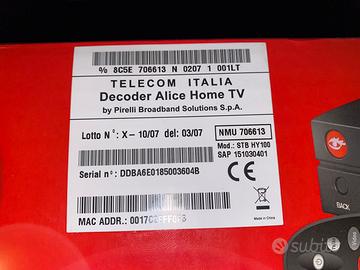 % 8C5E 706613 N 0207 1 001LT
TELECOM ITALIA
Decoder Alice Home TV
by Pirelli Broadband Solutions S.p.A.
Lotto N°: X - 10/07 del: 03/07
NMU 706613
Mod.: STB HY100
SAP 151030401
Serial n°: DDBA6E0185003604B
MAC ADDR.:
Made in China
BACK
Video
subito